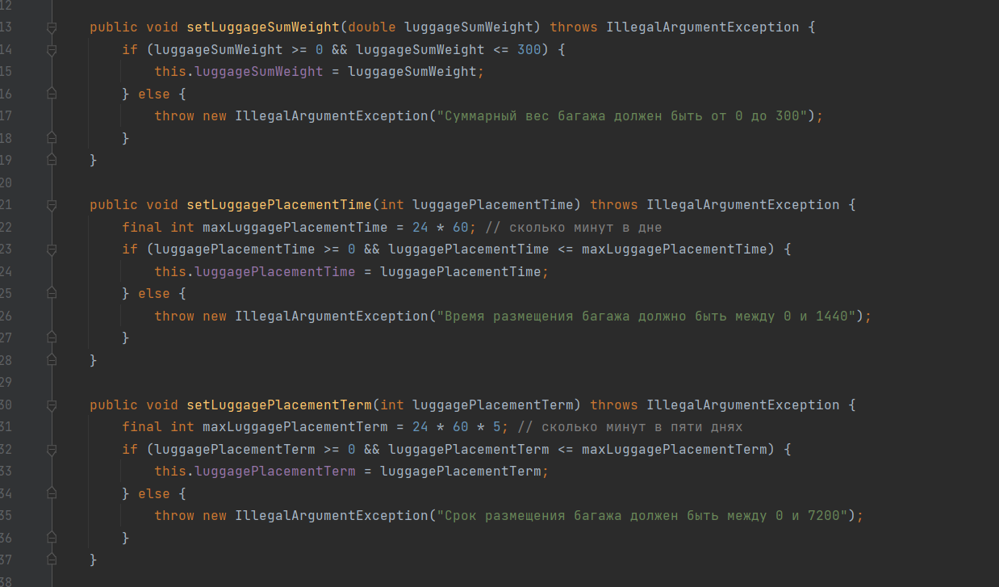 12
13 public void setLuggageSumWeight(double luggageSumWeight) throws IllegalArgumentException {
14 if (luggageSumWeight >= 0 && luggageSumWeight <= 300) {
15 this.luggageSumWeight = luggageSumWeight;
16 } else {
17 throw new IllegalArgumentException("Суммарный вес багажа должен быть от 0 до 300");
18 }
19 }
20
21 public void setLuggagePlacementTime(int luggagePlacementTime) throws IllegalArgumentException {
22 final int maxLuggagePlacementTime = 24 * 60; // сколько минут в дне
23 if (luggagePlacementTime >= 0 && luggagePlacementTime <= maxLuggagePlacementTime) {
24 this.luggagePlacementTime = luggagePlacementTime;
25 } else {
26 throw new IllegalArgumentException("Время размещения багажа должно быть между 0 и 1440");
27 }
28 }
29
30 public void setLuggagePlacementTerm(int luggagePlacementTerm) throws IllegalArgumentException {
31 final int maxLuggagePlacementTerm = 24 * 60 * 5; // сколько минут в пяти днях
32 if (luggagePlacementTerm >= 0 && luggagePlacementTerm <= maxLuggagePlacementTerm) {
33 this.luggagePlacementTerm = luggagePlacementTerm;
34 } else {
35 throw new IllegalArgumentException("Срок размещения багажа должен быть между 0 и 7200");
36 }
37 }
38